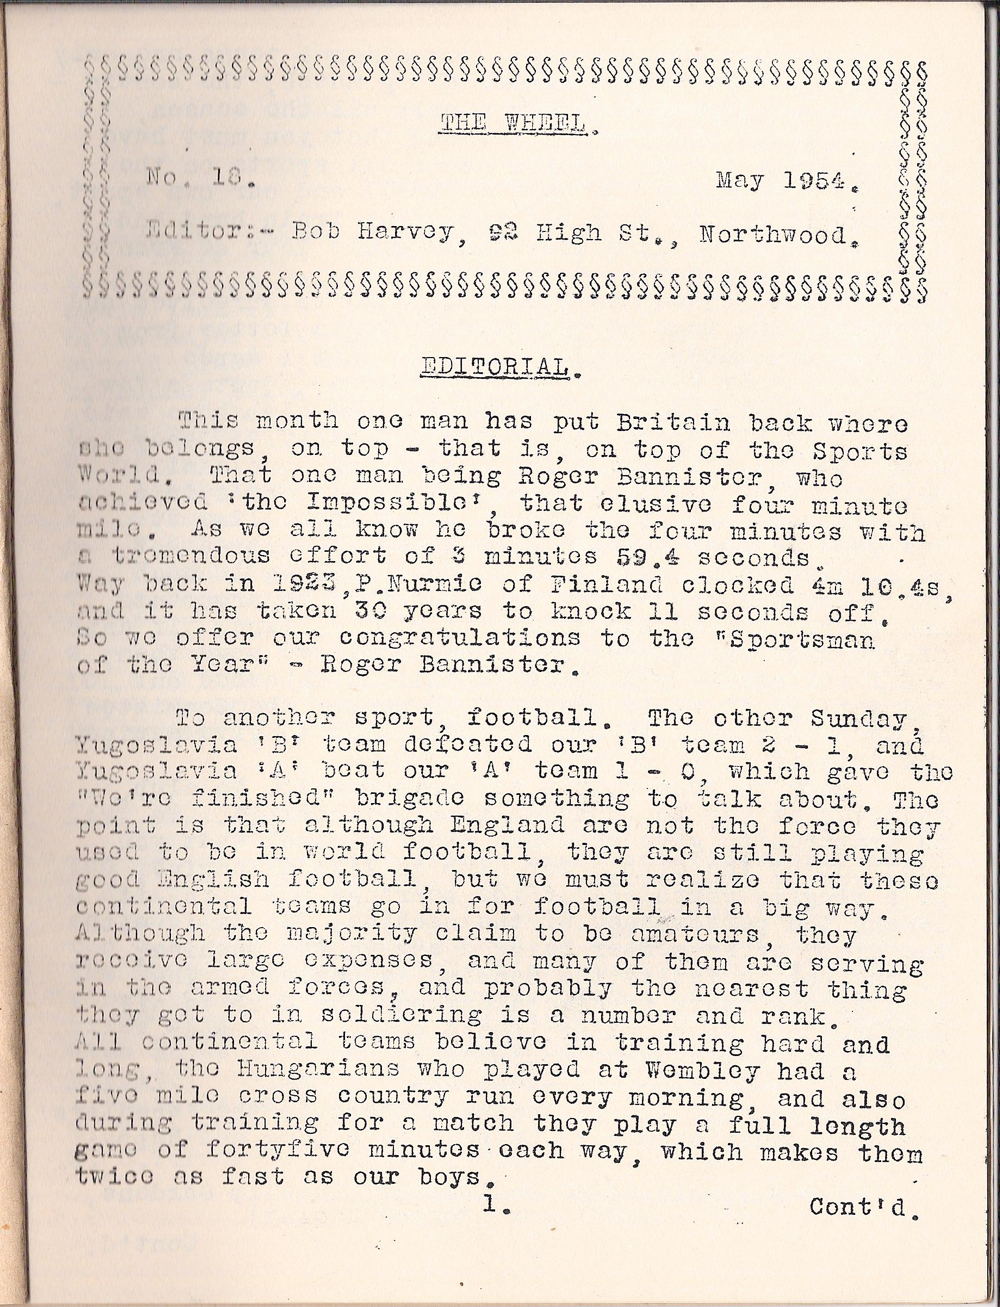 THE WHEEL.
No. 18. May 1954.
Editor:- Bob Harvey, 92 High St., Northwood.
EDITORIAL.
This month one man has put Britain back where
she belongs, on top - that is, on top of the Sports
World. That one man being Roger Bannister, who
achieved 'the Impossible', that elusive four minute
mile. As we all know he broke the four minutes with
a tremendous effort of 3 minutes 59.4 seconds.
Way back in 1923,P.Nurmie of Finland clocked 4m 10.4s,
and it has taken 30 years to knock 11 seconds off.
So we offer our congratulations to the "Sportsman
of the Year" - Roger Bannister.
To another sport, football. The other Sunday,
Yugoslavia 'B' team defeated our 'B' team 2 - 1, and
Yugoslavia 'A' beat our 'A' team 1 - 0, which gave the
"We're finished" brigade something to talk about. The
point is that although England are not the force they
used to be in world football, they are still playing
good English football, but we must realize that these
continental teams go in for football in a big way.
Although the majority claim to be amateurs, they
receive large expenses, and many of them are serving
in the armed forces, and probably the nearest thing
they get to in soldiering is a number and rank.
All continental teams believe in training hard and
long, the Hungarians who played at Wembley had a
five mile cross country run every morning, and also
during training for a match they play a full length
game of fortyfive minutes each way, which makes them
twice as fast as our boys.
1. Cont'd.